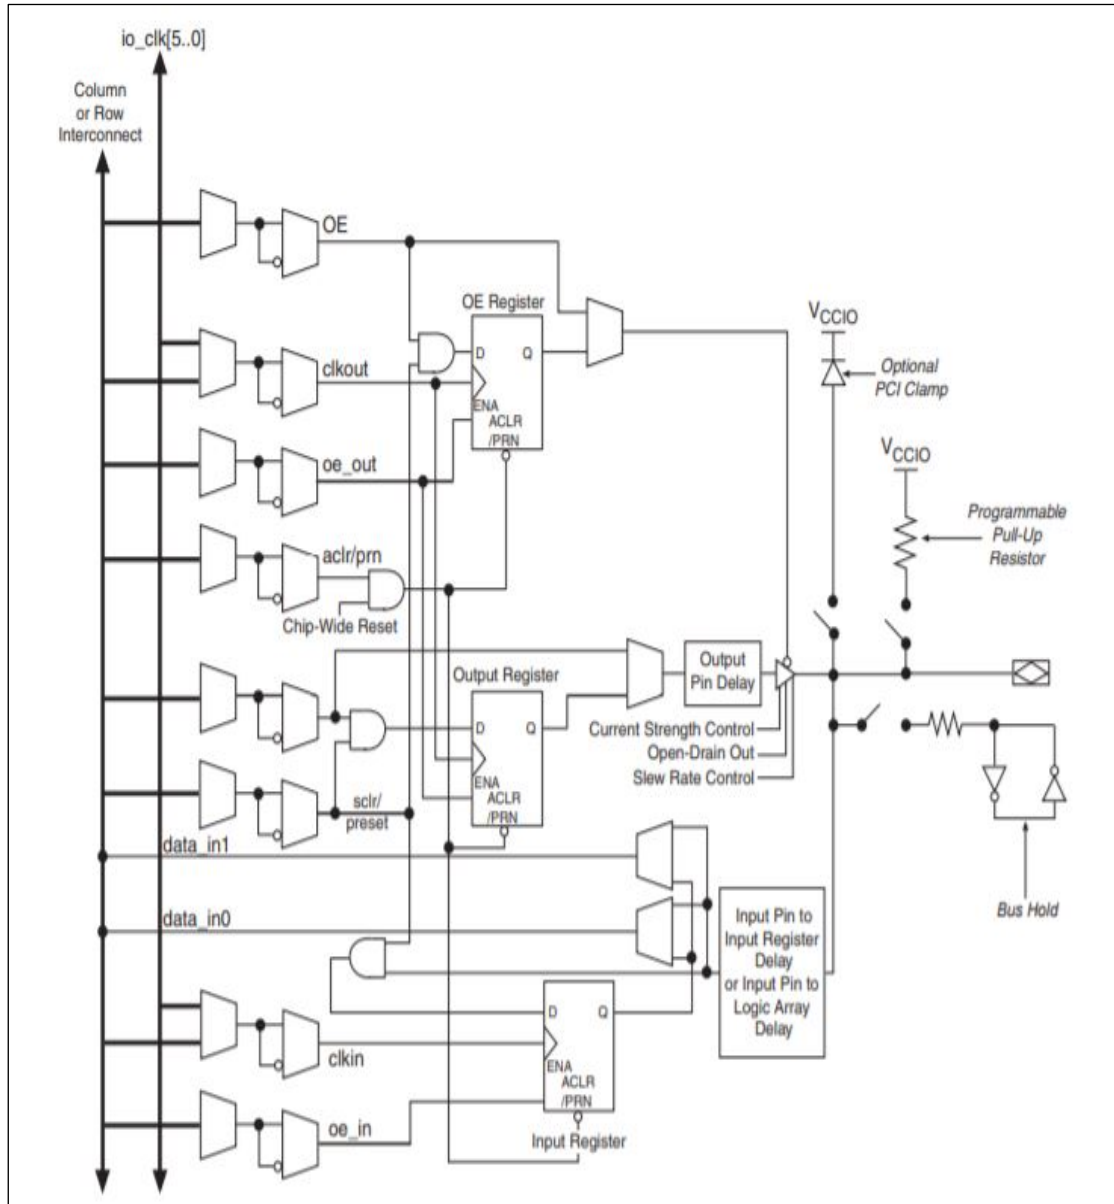 io_clk[5..0]
Column
or Row
Interconnect
OE
OE Register
D
Q
ENA
ACLR
/PRN
clkout
oe_out
aclr/prn
Chip-Wide Reset
VCCIO
Optional
PCI Clamp
VCCIO
Programmable
Pull-Up
Resistor
Output Register
D
Q
ENA
ACLR
/PRN
Output
Pin Delay
Current Strength Control
Open-Drain Out
Slew Rate Control
sclr/
preset
data_in1
data_in0
Bus Hold
Input Pin to
Input Register
Delay
or Input Pin to
Logic Array
Delay
D
Q
ENA
ACLR
/PRN
clkin
oe_in
Input Register